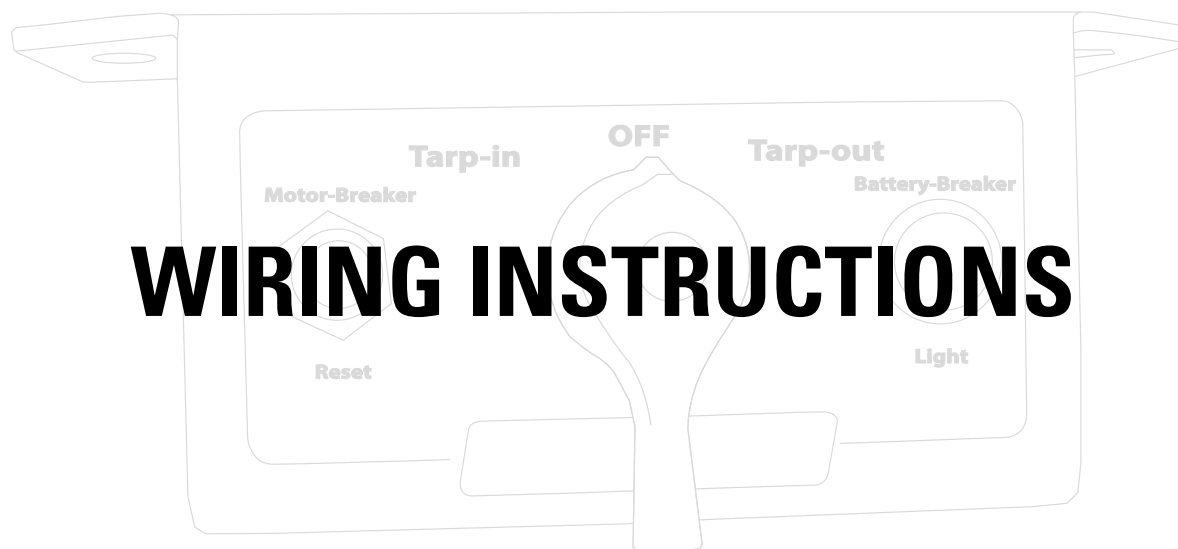 OFF
Tarp-in
Tarp-out
Motor-Breaker
Battery-Breaker
WIRING INSTRUCTIONS
Reset
Light